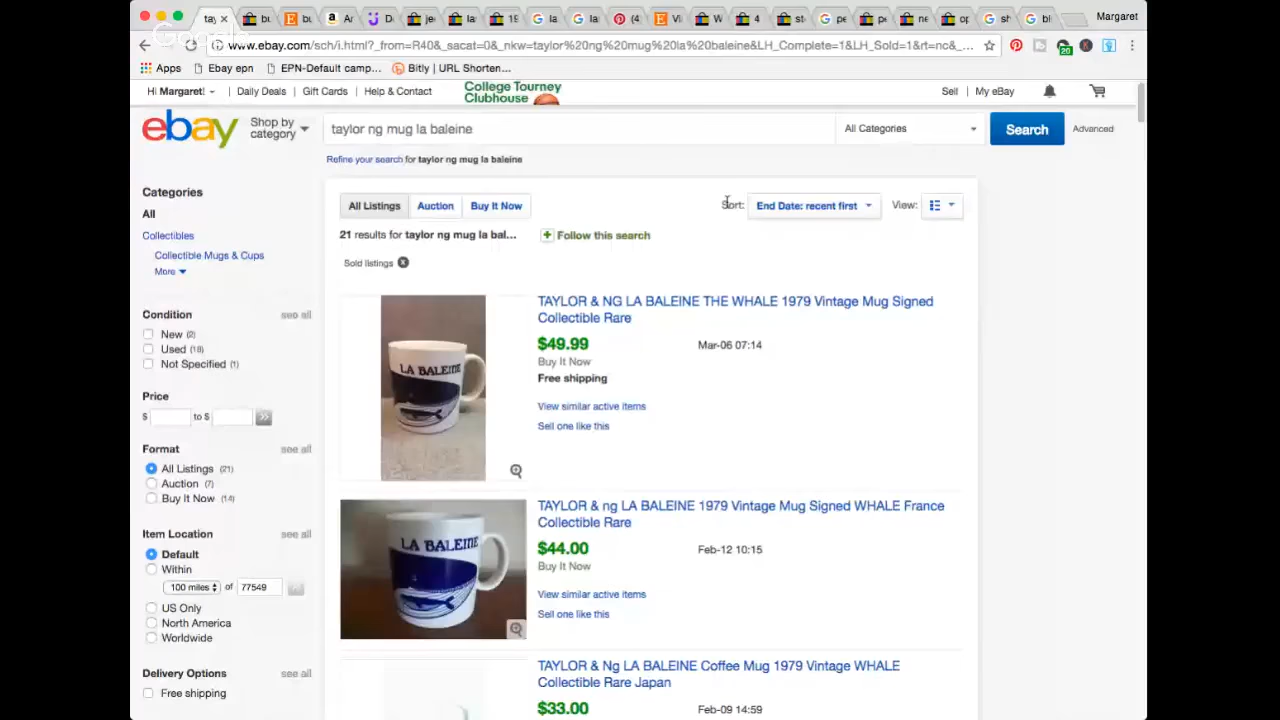 tay
Margaret
www.ebay.com/sch/i.html?_from=R40&_sacat=0&_nkw=taylor%20ng%20mug%20la%20baleine&LH_Complete=1&LH_Sold=1&rt=nc&_...
Apps Ebay epn EPN-Default camp... Bitly | URL Shorten...
Hi Margaret! Daily Deals Gift Cards Help & Contact
College Tourney
Clubhouse
Sell My eBay
ebay
Shop by
category
taylor ng mug la baleine
All Categories
Search
Advanced
Refine your search for taylor ng mug la baleine
Categories
All
Collectibles
Collectible Mugs & Cups
More
Condition see all
New (2)
Used (18)
Not Specified (1)
Price
$ to $
Format see all
All Listings (21)
Auction (7)
Buy It Now (14)
Item Location see all
Default
Within
100 miles of 77549
US Only
North America
Worldwide
Delivery Options see all
Free shipping
All Listings Auction Buy It Now
Sort: End Date: recent first View:
21 results for taylor ng mug la bal... Follow this search
Sold listings
LA BALEINE
TAYLOR & NG LA BALEINE THE WHALE 1979 Vintage Mug Signed
Collectible Rare
$49.99 Mar-06 07:14
Buy It Now
Free shipping
View similar active items
Sell one like this
LA BALEINE
TAYLOR & ng LA BALEINE 1979 Vintage Mug Signed WHALE France
Collectible Rare
$44.00 Feb-12 10:15
Buy It Now
View similar active items
Sell one like this
TAYLOR & Ng LA BALEINE Coffee Mug 1979 Vintage WHALE
Collectible Rare Japan
$33.00 Feb-09 14:59